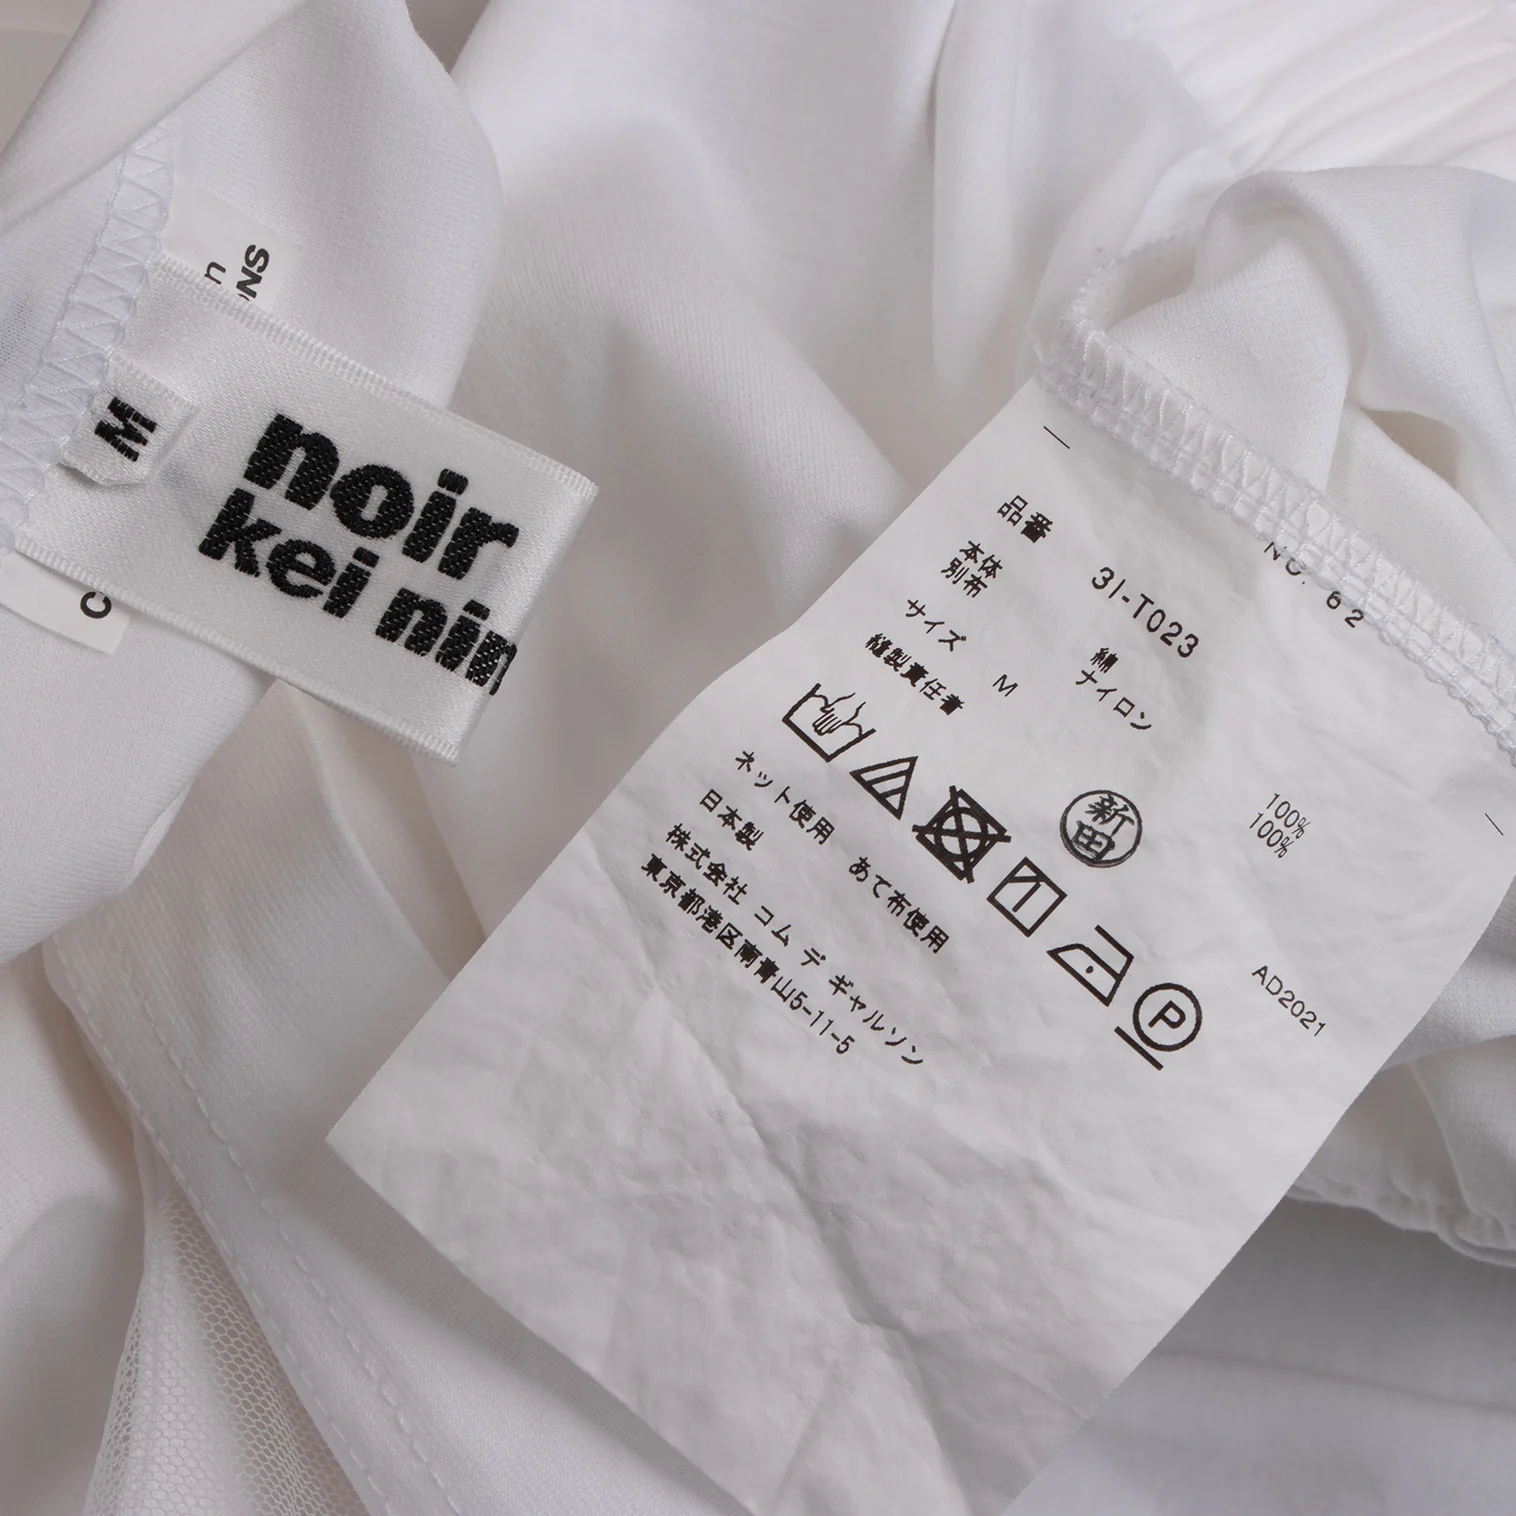 NS
n
M
noir
kei nin
C
NO. 62
品番 3I-T023
本体 綿 100%
別布 ナイロン 100%
サイズ M
縫製責任者 新田
P
ネット使用 あて布使用
日本製 AD2021
株式会社 コム デ ギャルソン
東京都港区南青山5-11-5